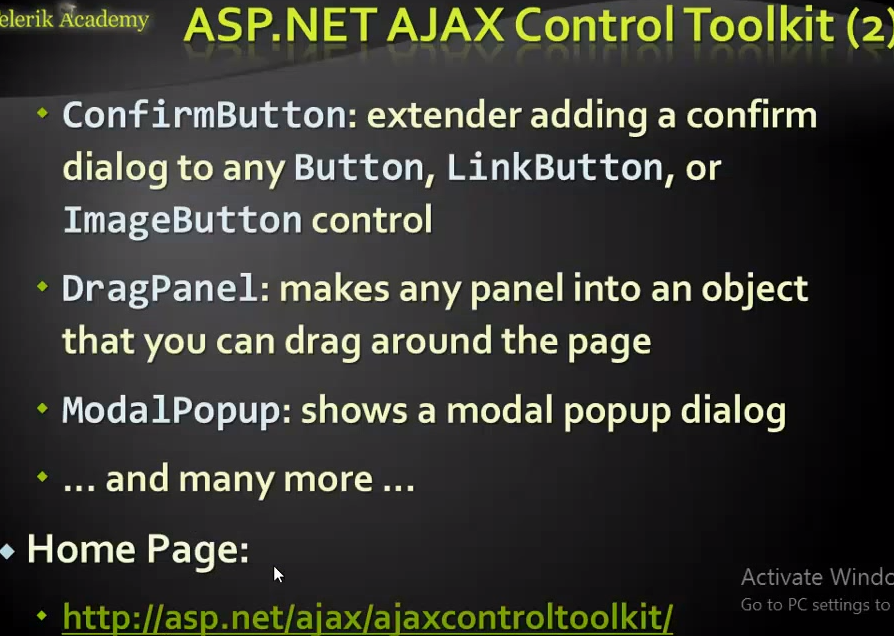 elerik Academy
ASP.NET AJAX Control Toolkit (2)
ConfirmButton: extender adding a confirm
dialog to any Button, LinkButton, or
ImageButton control
DragPanel: makes any panel into an object
that you can drag around the page
ModalPopup: shows a modal popup dialog
... and many more ...
Home Page:
Activate Windo
Go to PC settings to
http://asp.net/ajax/ajaxcontroltoolkit/